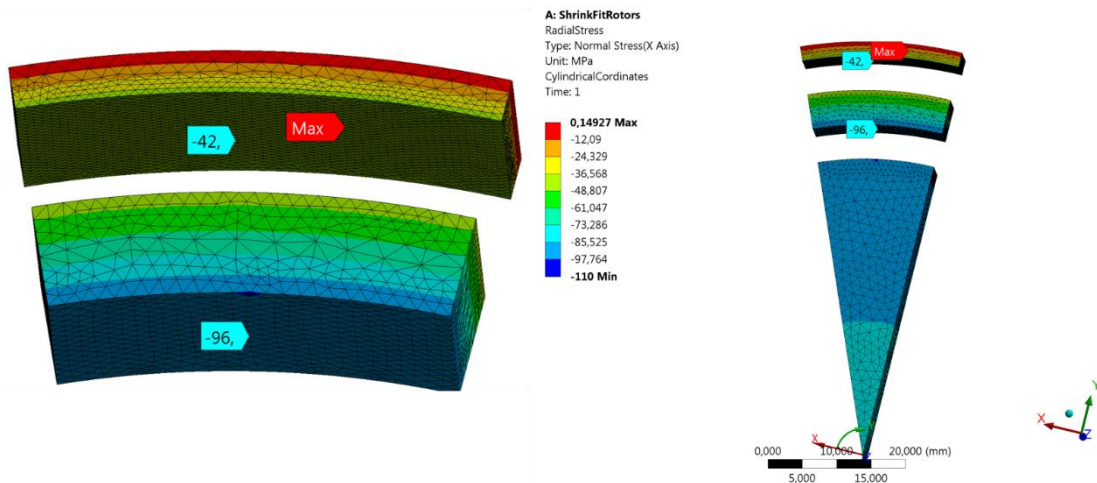 A: ShrinkFitRotors
RadialStress
Type: Normal Stress(X Axis)
Unit: MPa
CylindricalCordinates
Time: 1
0,14927 Max
-12,09
-24,329
-36,568
-48,807
-61,047
-73,286
-85,525
-97,764
-110 Min
-42,
Max
-96,
Max
-42,
-96,
X
Y
Z
0,000
10,000
20,000 (mm)
5,000
15,000
Y
X
Z